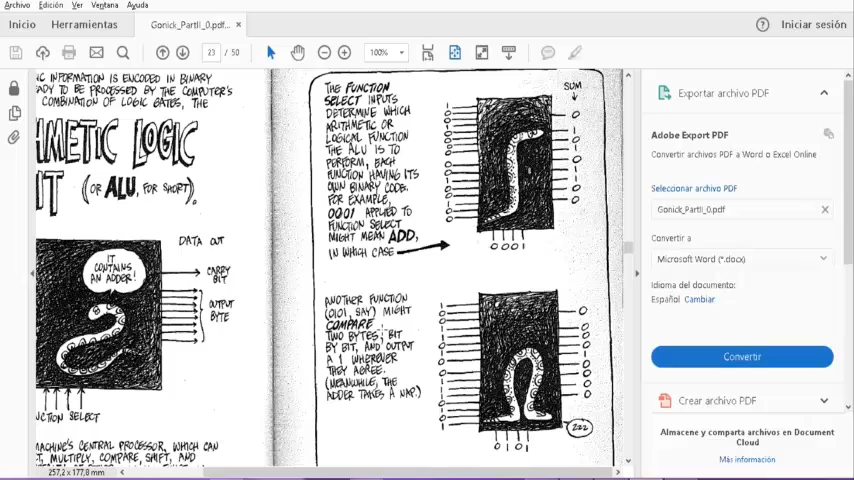 Archivo Edición Ver Ventana Ayuda
Inicio Herramientas Gonick_PartII_0.pdf... × Iniciar sesión
23 / 50 100%
IC INFORMATION IS ENCODED IN BINARY
ADY TO BE PROCESSED BY THE COMPUTER'S
COMBINATION OF LOGIC GATES, THE
HMETIC LOGIC
IT (OR ALU, FOR SHORT).
DATA OUT
IT
CONTAINS
AN ADDER!
CARRY
BIT
OUTPUT
BYTE
NCTION SELECT
MACHINE'S CENTRAL PROCESSOR, WHICH CAN
CT, MULTIPLY, COMPARE, SHIFT, AND
257,2 x 177,8 mm
THE FUNCTION
SELECT INPUTS
DETERMINE WHICH
ARITHMETIC OR
LOGICAL FUNCTION
THE ALU IS TO
PERFORM, EACH
FUNCTION HAVING ITS
OWN BINARY CODE.
FOR EXAMPLE,
0001 APPLIED TO
FUNCTION SELECT
MIGHT MEAN ADD,
IN WHICH CASE
SUM
0001
ANOTHER FUNCTION
(0101, SAY) MIGHT
COMPARE
TWO BYTES, BIT
BY BIT, AND OUTPUT
A 1 WHEREVER
THEY AGREE.
(MEANWHILE, THE
ADDER TAKES A NAP.)
0101
222
Exportar archivo PDF
Adobe Export PDF
Convertir archivos PDF a Word o Excel Online
Seleccionar archivo PDF
Gonick_PartII_0.pdf ×
Convertir a
Microsoft Word (*.docx)
Idioma del documento:
Español Cambiar
Convertir
Crear archivo PDF
Almacene y comparta archivos en Document
Cloud
Más información